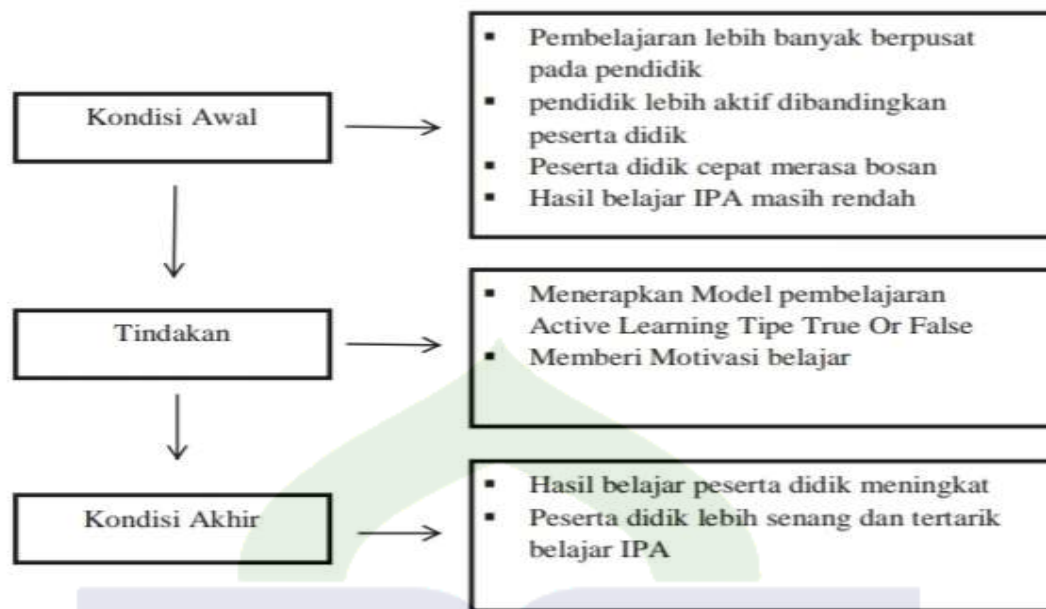 Kondisi Awal
▪ Pembelajaran lebih banyak berpusat
pada pendidik
▪ pendidik lebih aktif dibandingkan
peserta didik
▪ Peserta didik cepat merasa bosan
▪ Hasil belajar IPA masih rendah
Tindakan
▪ Menerapkan Model pembelajaran
Active Learning Tipe True Or False
▪ Memberi Motivasi belajar
Kondisi Akhir
▪ Hasil belajar peserta didik meningkat
▪ Peserta didik lebih senang dan tertarik
belajar IPA